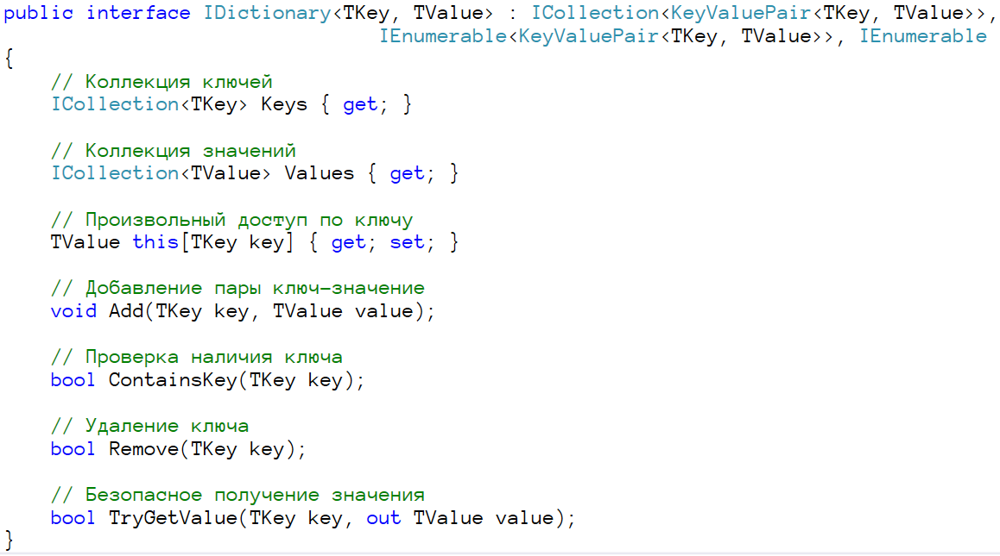 public interface IDictionary<TKey, TValue> : ICollection<KeyValuePair<TKey, TValue>>,
IEnumerable<KeyValuePair<TKey, TValue>>, IEnumerable
{
// Коллекция ключей
ICollection<TKey> Keys { get; }
// Коллекция значений
ICollection<TValue> Values { get; }
// Произвольный доступ по ключу
TValue this[TKey key] { get; set; }
// Добавление пары ключ-значение
void Add(TKey key, TValue value);
// Проверка наличия ключа
bool ContainsKey(TKey key);
// Удаление ключа
bool Remove(TKey key);
// Безопасное получение значения
bool TryGetValue(TKey key, out TValue value);
}